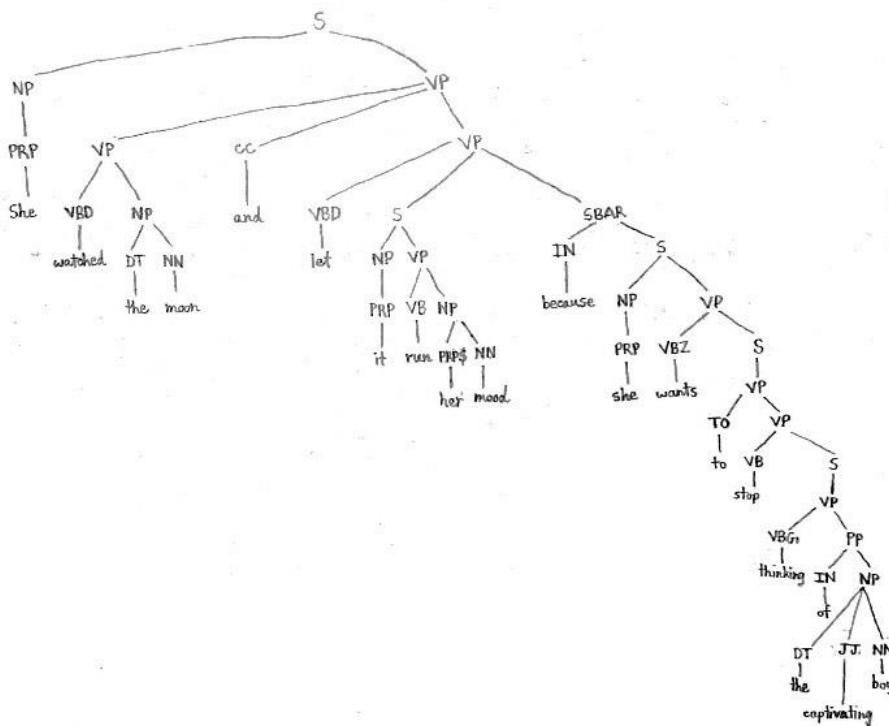 S
NP VP
PRP VP CC VP
She VBD NP and VBD S SBAR
watched DT NN let NP VP IN S
the moon PRP VB NP because NP VP
it run PRP$ NN PRP VBZ S
her mood she wants VP
TO VP
to VB S
stop
VP
VBG PP
thinking IN NP
of
DT JJ NN
the boy
captivating